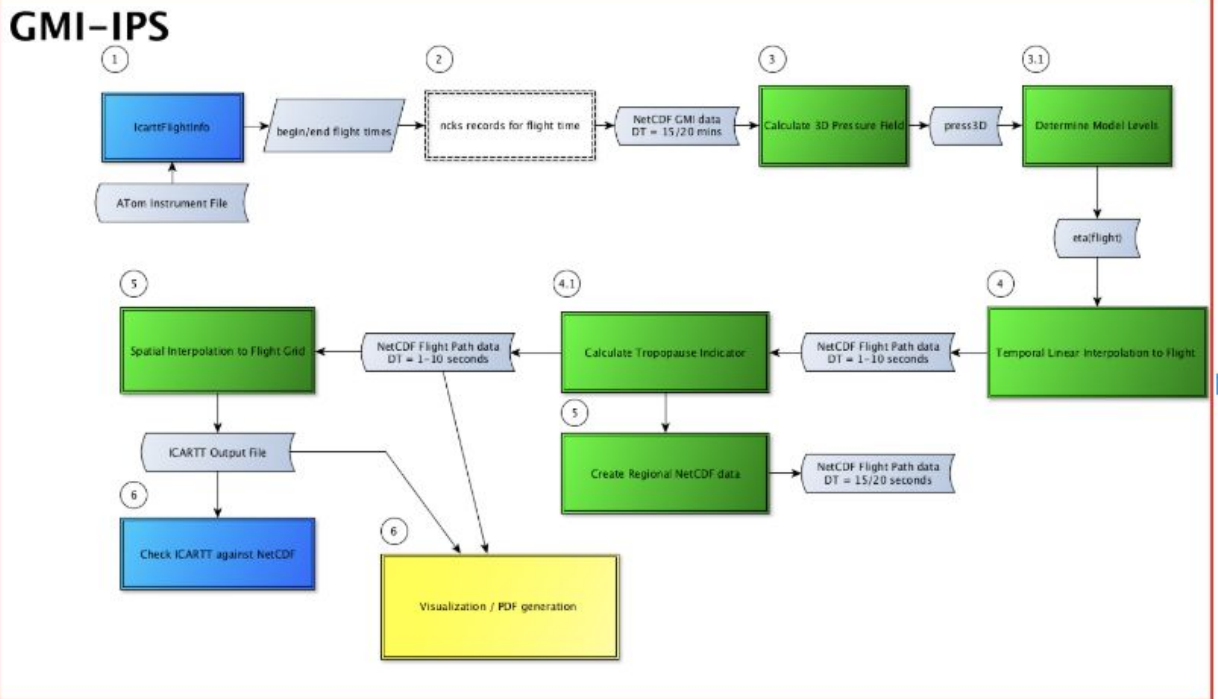 GMI-IPS
1
2
3
3.1
IcarttFlightInfo
begin/end flight times
ncks records for flight time
NetCDF GMI data
DT = 15/20 mins
Calculate 3D Pressure Field
press3D
Determine Model Levels
ATom Instrument File
eta(flight)
5
4.1
4
Spatial Interpolation to Flight Grid
NetCDF Flight Path data
DT = 1-10 seconds
Calculate Tropopause Indicator
NetCDF Flight Path data
DT = 1-10 seconds
Temporal Linear Interpolation to Flight
5
ICARTT Output File
Create Regional NetCDF data
NetCDF Flight Path data
DT = 15/20 seconds
6
Check ICARTT against NetCDF
6
Visualization / PDF generation